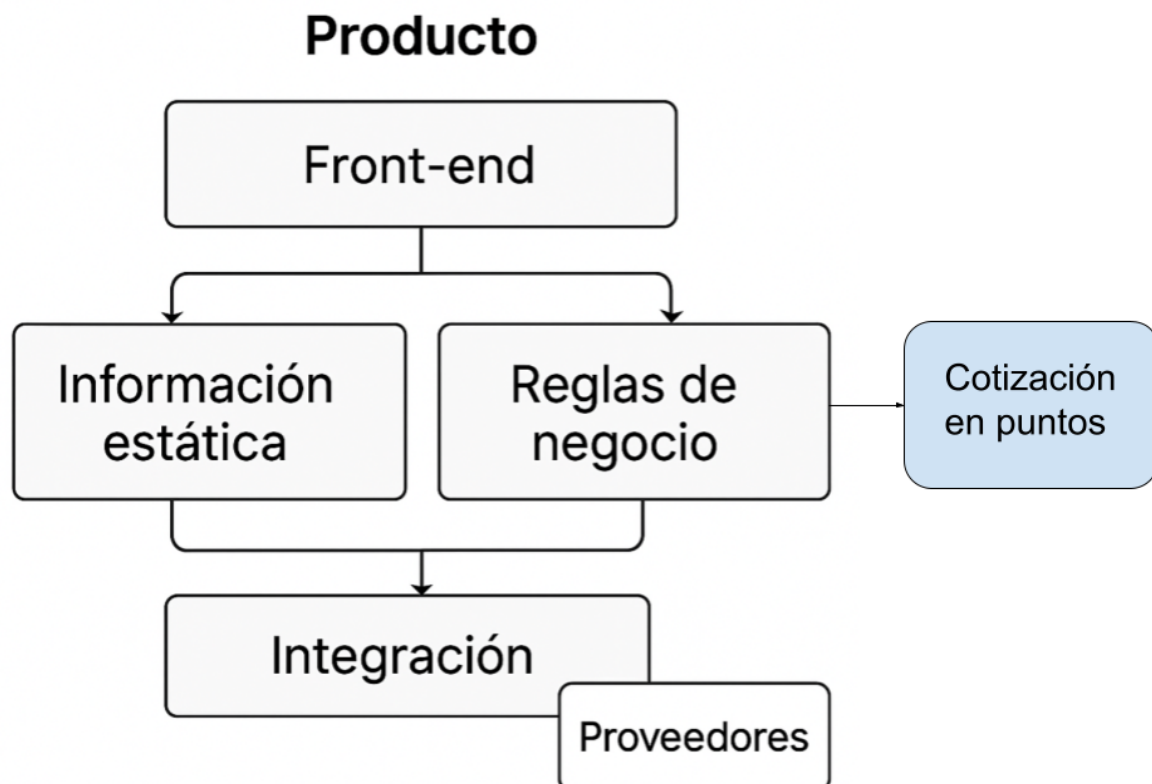 Producto
Front-end
Información
estática
Reglas de
negocio
Cotización
en puntos
Integración
Proveedores